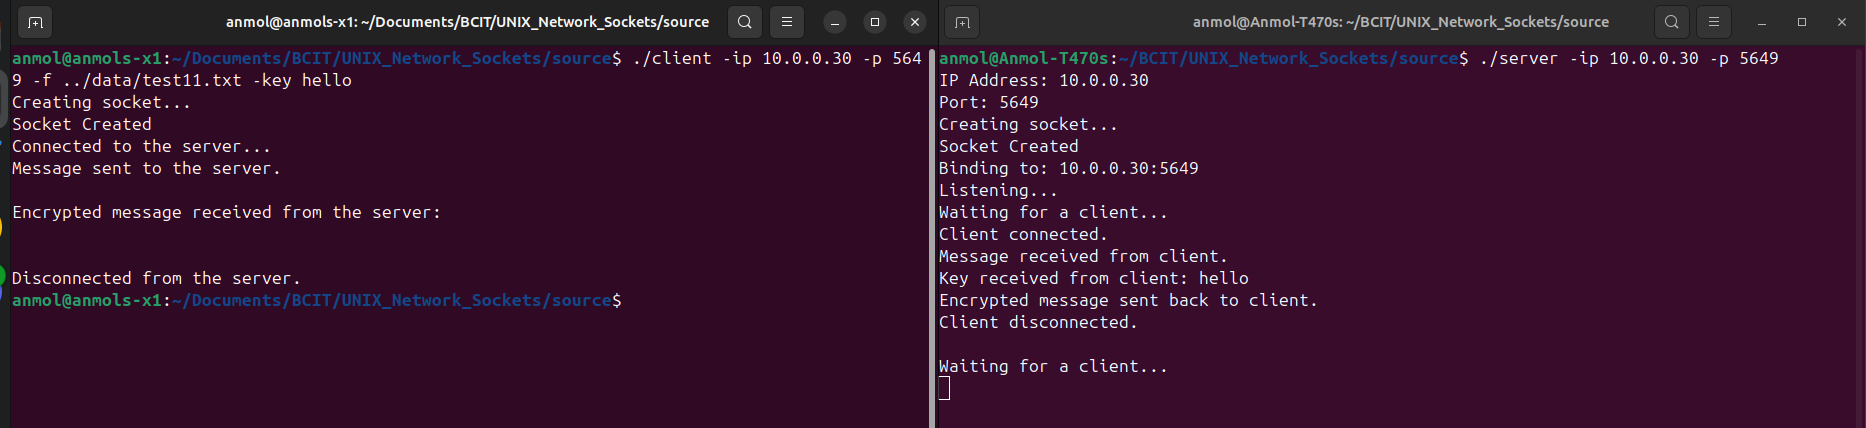 anmol@anmols-x1: ~/Documents/BCIT/UNIX_Network_Sockets/source
anmol@anmols-x1:~/Documents/BCIT/UNIX_Network_Sockets/source$ ./client -ip 10.0.0.30 -p 564
9 -f ../data/test11.txt -key hello
Creating socket...
Socket Created
Connected to the server...
Message sent to the server.
Encrypted message received from the server:
Disconnected from the server.
anmol@anmols-x1:~/Documents/BCIT/UNIX_Network_Sockets/source$
anmol@Anmol-T470s: ~/BCIT/UNIX_Network_Sockets/source
anmol@Anmol-T470s:~/BCIT/UNIX_Network_Sockets/source$ ./server -ip 10.0.0.30 -p 5649
IP Address: 10.0.0.30
Port: 5649
Creating socket...
Socket Created
Binding to: 10.0.0.30:5649
Listening...
Waiting for a client...
Client connected.
Message received from client.
Key received from client: hello
Encrypted message sent back to client.
Client disconnected.
Waiting for a client...